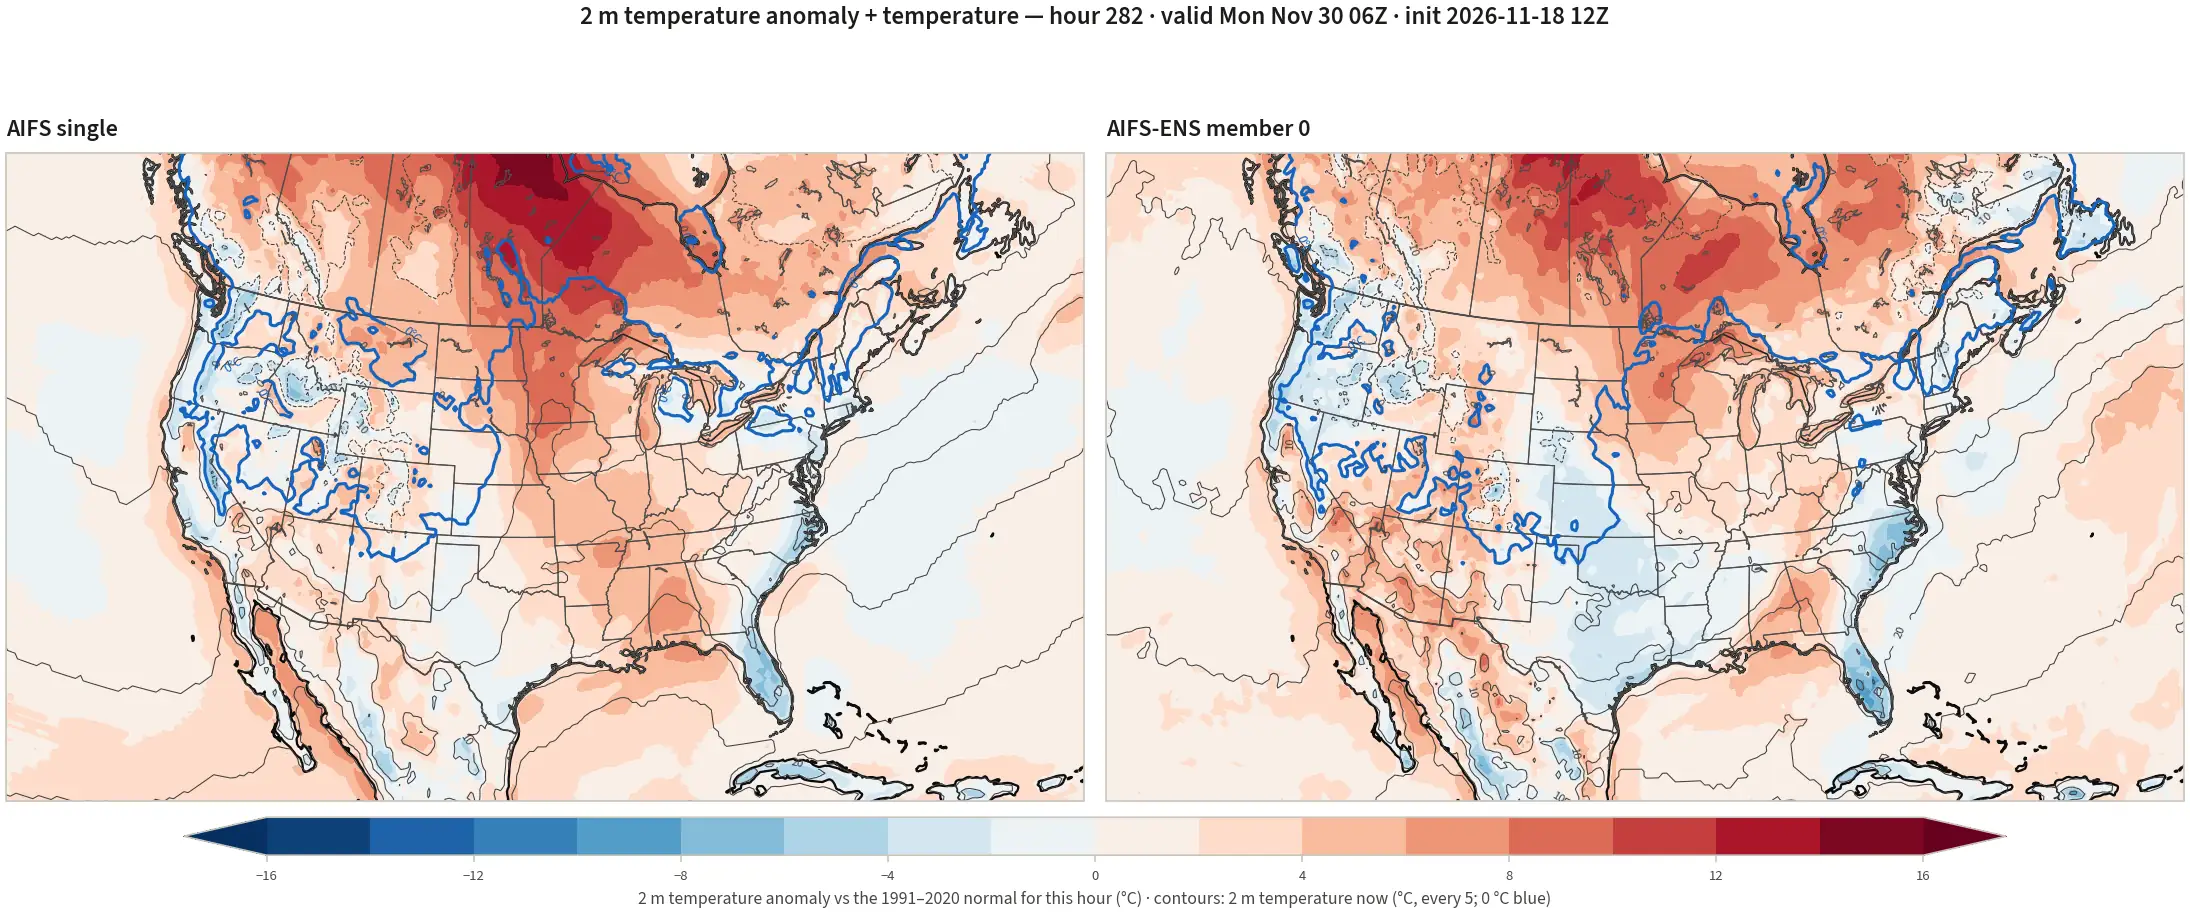 2 m temperature anomaly + temperature — hour 282 · valid Mon Nov 30 06Z · init 2026-11-18 12Z
AIFS single
AIFS-ENS member 0
20
10
−16
−12
−8
−4
0
4
8
12
16
2 m temperature anomaly vs the 1991–2020 normal for this hour (°C) · contours: 2 m temperature now (°C, every 5; 0 °C blue)